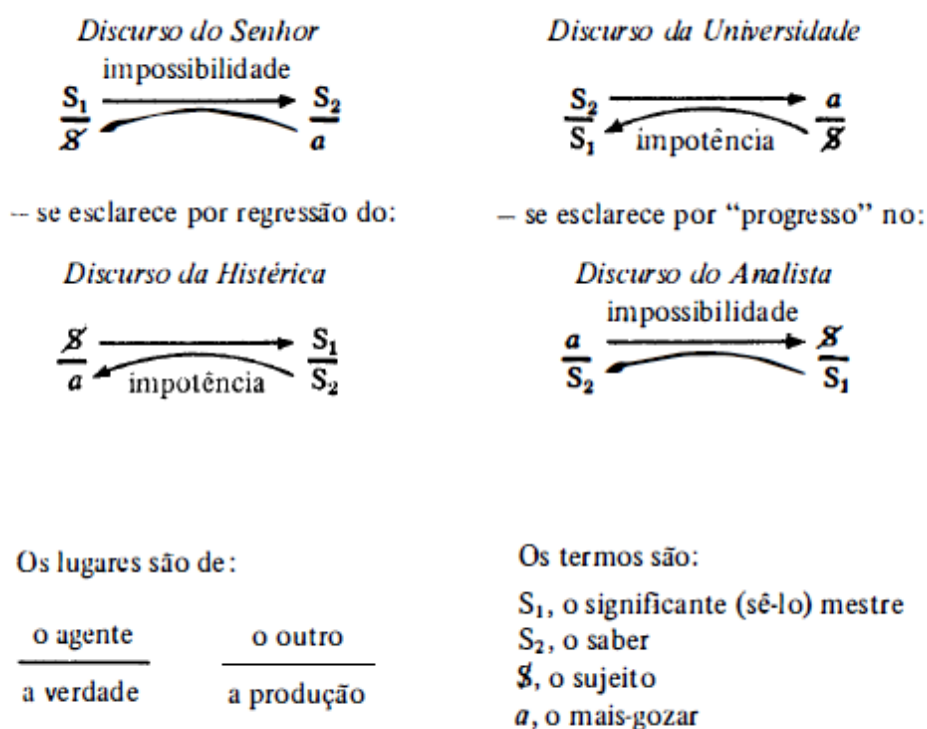 Discurso do Senhor
impossibilidade
S₁ S₂
$ a
Discurso da Universidade
S₂ a
S₁ impotência $
– se esclarece por regressão do:
– se esclarece por “progresso” no:
Discurso da Histérica
$ S₁
a impotência S₂
Discurso do Analista
impossibilidade
a $
S₂ S₁
Os lugares são de:
o agente o outro
a verdade a produção
Os termos são:
S₁, o significante (sê-lo) mestre
S₂, o saber
$, o sujeito
a, o mais-gozar